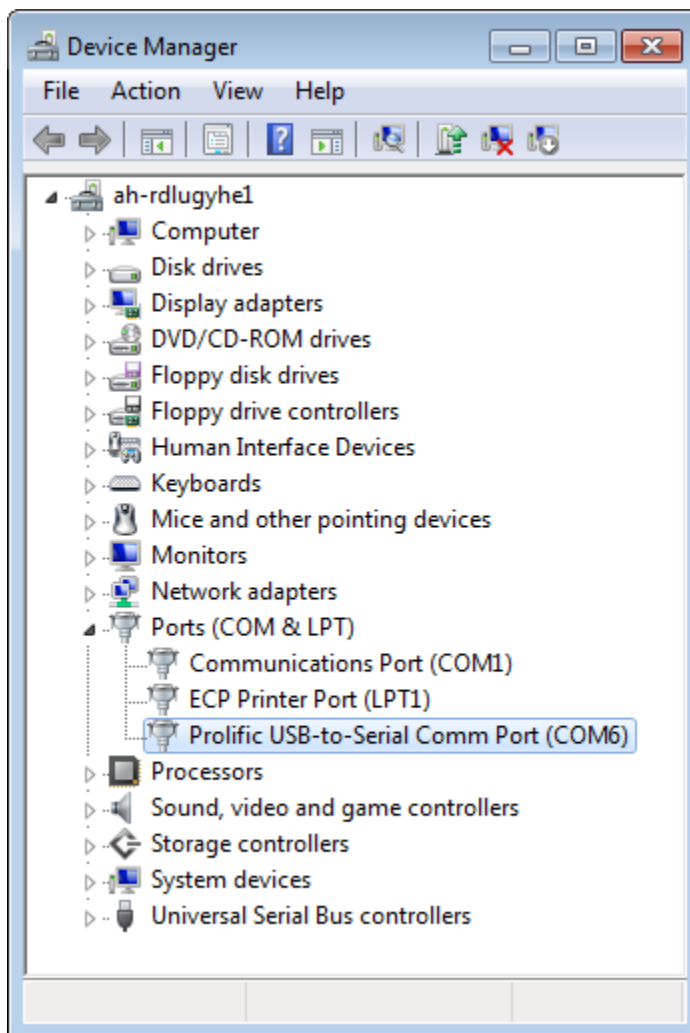 Device Manager
File Action View Help
ah-rdlugyhe1
Computer
Disk drives
Display adapters
DVD/CD-ROM drives
Floppy disk drives
Floppy drive controllers
Human Interface Devices
Keyboards
Mice and other pointing devices
Monitors
Network adapters
Ports (COM & LPT)
Communications Port (COM1)
ECP Printer Port (LPT1)
Prolific USB-to-Serial Comm Port (COM6)
Processors
Sound, video and game controllers
Storage controllers
System devices
Universal Serial Bus controllers